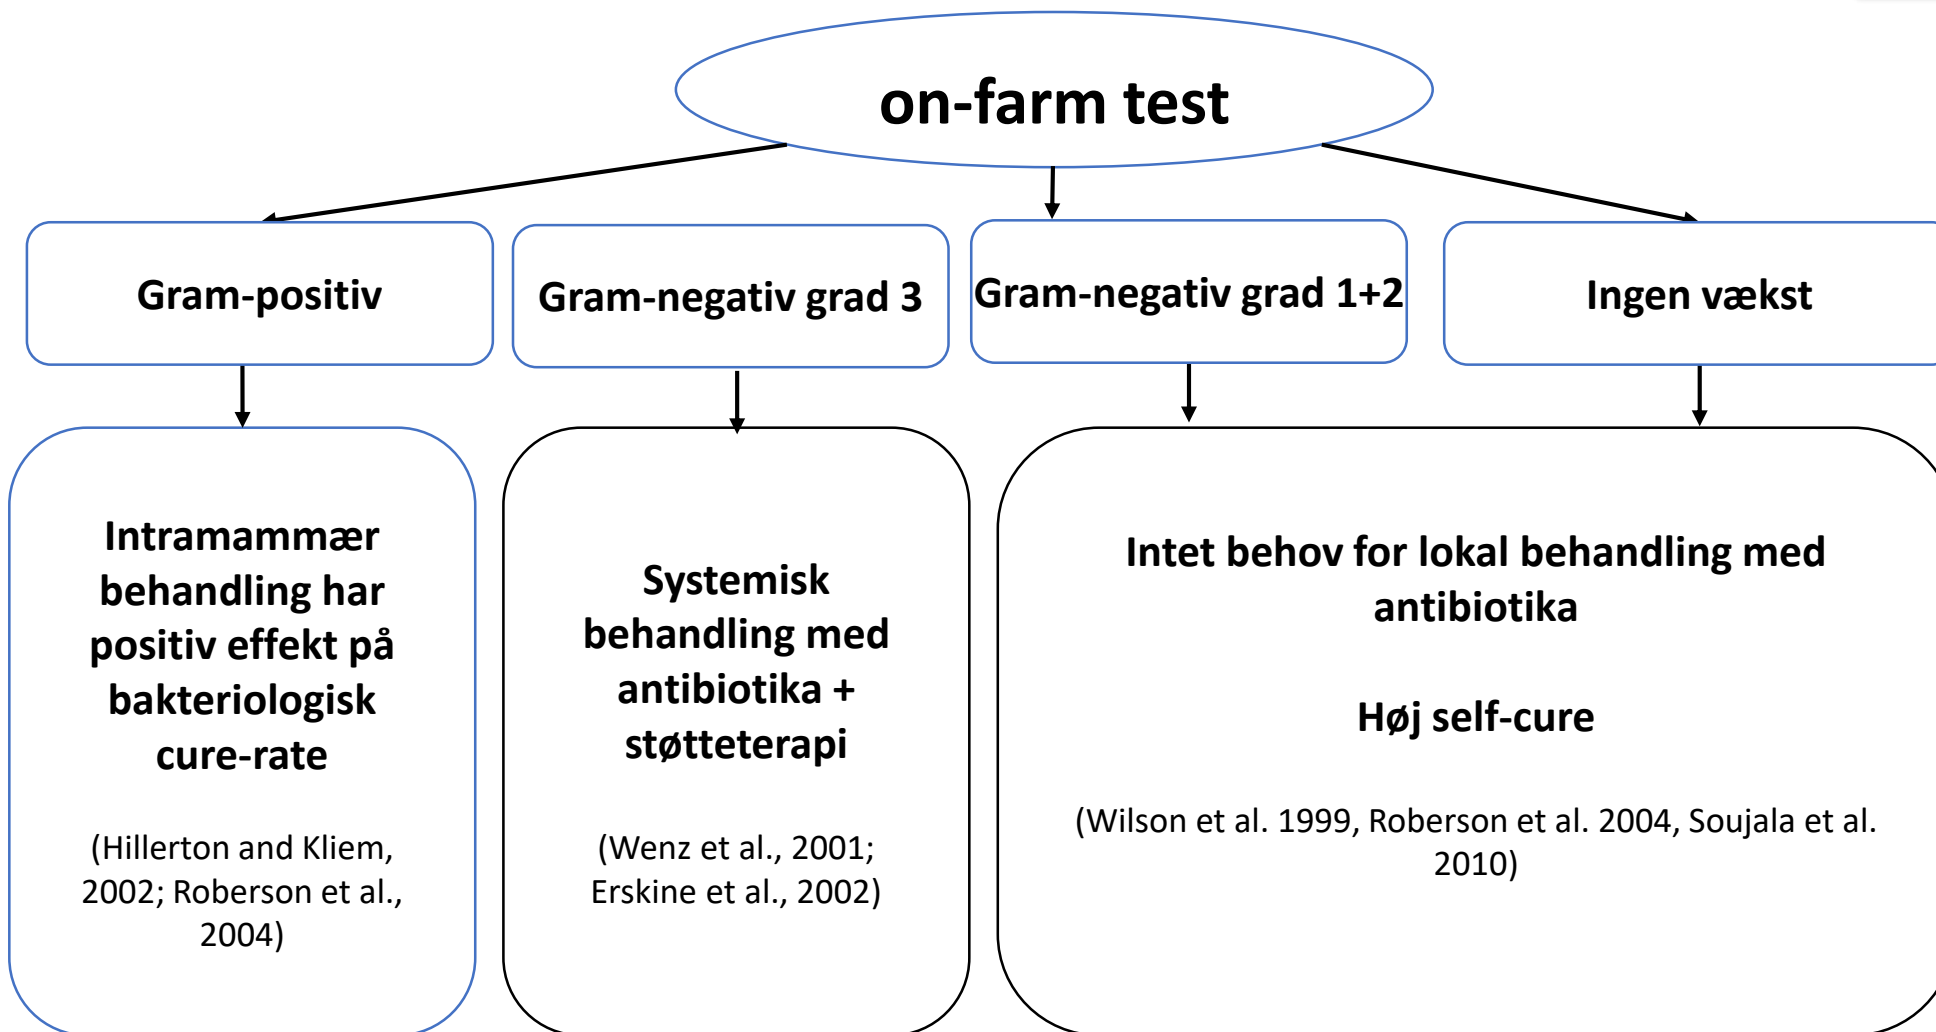 on-farm test
Gram-positiv
Gram-negativ grad 3
Gram-negativ grad 1+2
Ingen vækst
Intramammær
behandling har
positiv effekt på
bakteriologisk
cure-rate
(Hillerton and Kliem,
2002; Roberson et al.,
2004)
Systemisk
behandling med
antibiotika +
støtteterapi
(Wenz et al., 2001;
Erskine et al., 2002)
Intet behov for lokal behandling med
antibiotika
Høj self-cure
(Wilson et al. 1999, Roberson et al. 2004, Soujala et al.
2010)